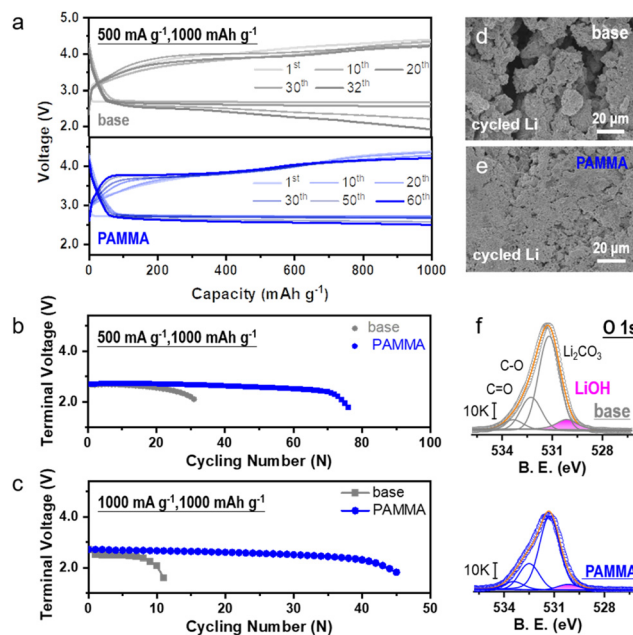 a
500 mA g⁻¹,1000 mAh g⁻¹
5.0
4.0
3.0
2.0
1ˢᵗ 10ᵗʰ 20ᵗʰ
30ᵗʰ 32ᵗʰ
base
4.0
3.0
2.0
1ˢᵗ 10ᵗʰ 20ᵗʰ
30ᵗʰ 50ᵗʰ 60ᵗʰ
PAMMA
0 200 400 600 800 1000
Voltage (V)
Capacity (mAh g⁻¹)
d
base
cycled Li
20 μm
e
PAMMA
cycled Li
20 μm
b
500 mA g⁻¹,1000 mAh g⁻¹
base
PAMMA
4.0
2.0
0 20 40 60 80 100
Terminal Voltage (V)
Cycling Number (N)
c
1000 mA g⁻¹,1000 mAh g⁻¹
base
PAMMA
4.0
2.0
0 10 20 30 40 50
Terminal Voltage (V)
Cycling Number (N)
f
O 1s
C-O
Li₂CO₃
C=O
LiOH
10K
base
534 531 528
B. E. (eV)
10K
PAMMA
534 531 528
B. E. (eV)